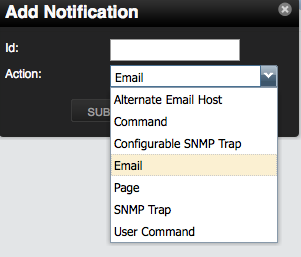 Add Notification
Id:
Action:
Email
SUB
Alternate Email Host
Command
Configurable SNMP Trap
Email
Page
SNMP Trap
User Command